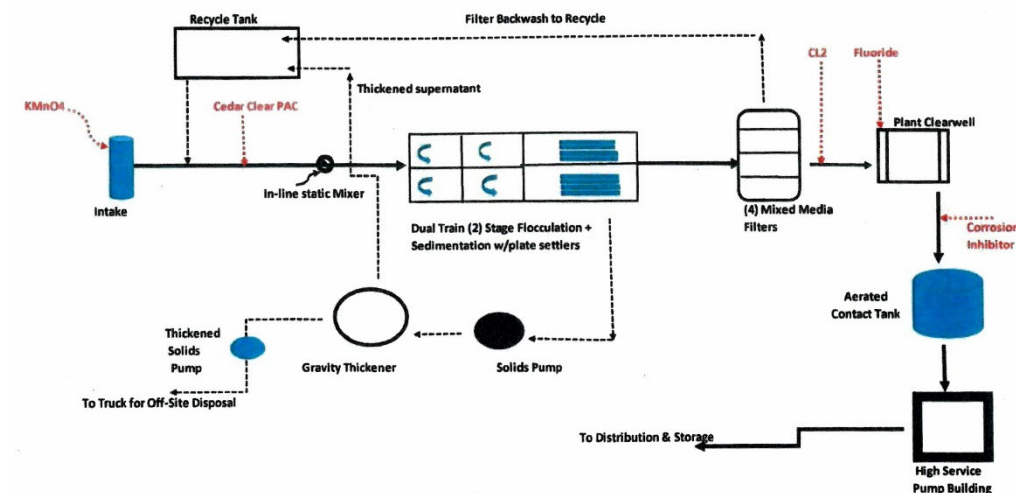 Filter Backwash to Recycle
Recycle Tank
CL2
Fluoride
KMnO4
Cedar Clear PAC
Thickened supernatant
Plant Clearwell
In-line static Mixer
Intake
(4) Mixed Media
Filters
Dual Train (2) Stage Flocculation +
Sedimentation w/plate settlers
Corrosion
Inhibitor
Aerated
Contact Tank
Thickened
Solids
Pump
Gravity Thickener
Solids Pump
To Truck for Off-Site Disposal
To Distribution & Storage
High Service
Pump Building